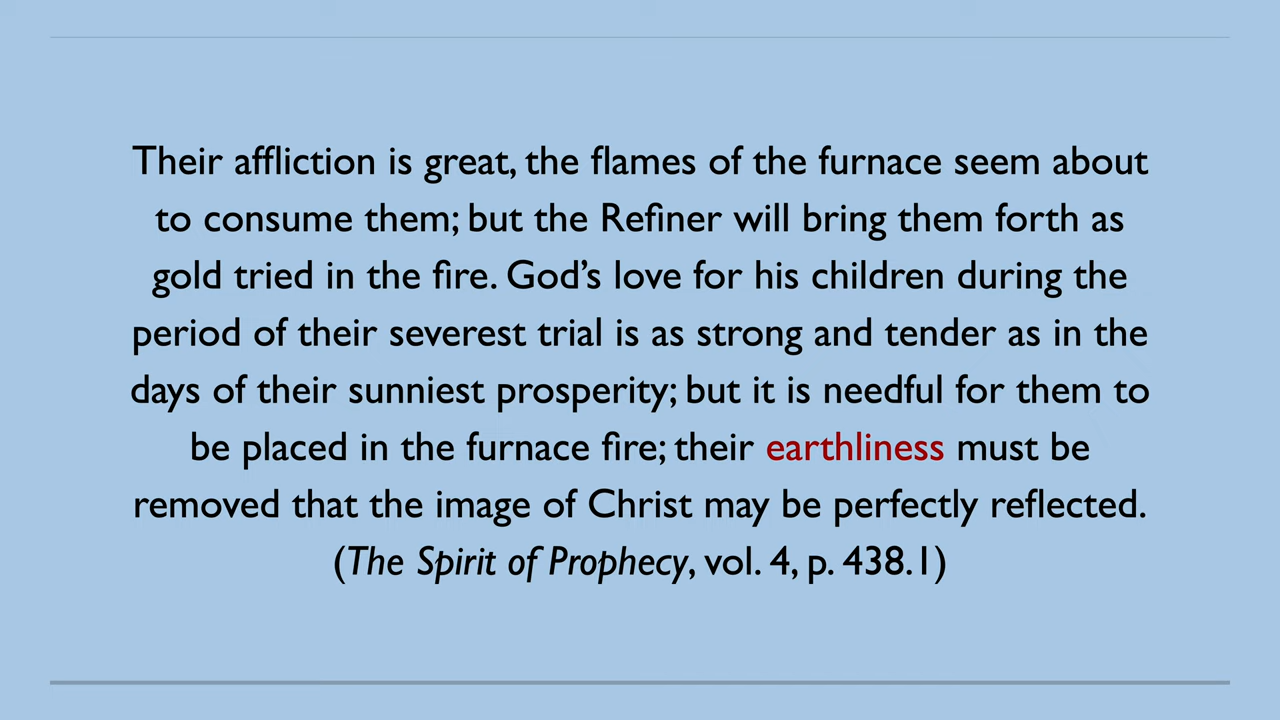 Their affliction is great, the flames of the furnace seem about
to consume them; but the Refiner will bring them forth as
gold tried in the fire. God’s love for his children during the
period of their severest trial is as strong and tender as in the
days of their sunniest prosperity; but it is needful for them to
be placed in the furnace fire; their earthliness must be
removed that the image of Christ may be perfectly reflected.
(The Spirit of Prophecy, vol. 4, p. 438.1)